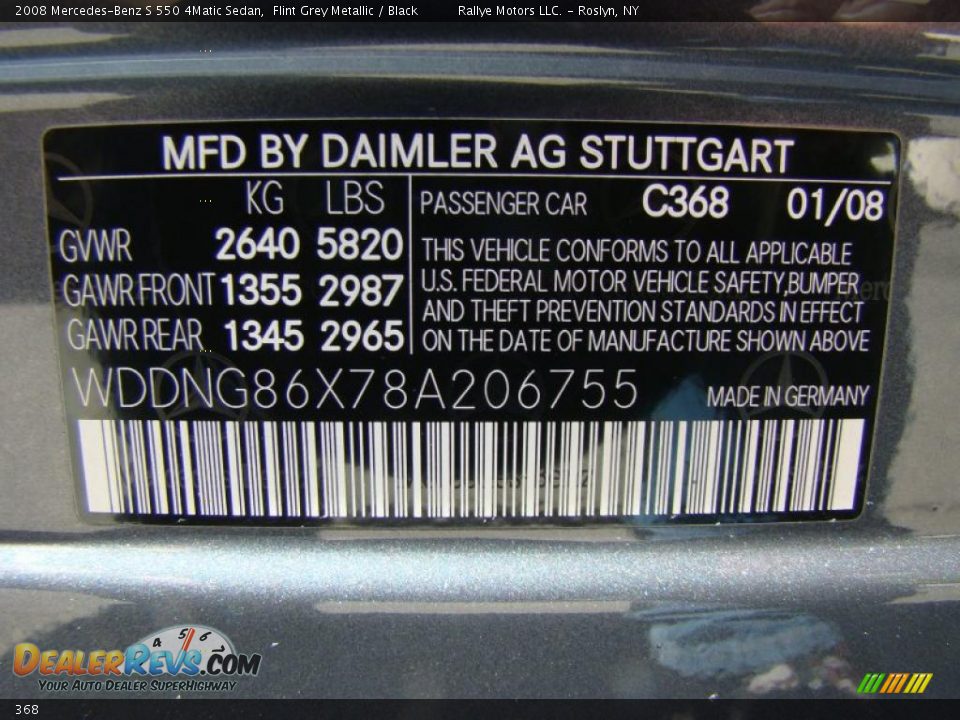 2008 Mercedes-Benz S 550 4Matic Sedan,  Flint Grey Metallic / Black    Rallye Motors LLC. - Roslyn, NY
MFD BY DAIMLER AG STUTTGART
KG LBS PASSENGER CAR C368 01/08
GVWR 2640 5820
GAWR FRONT 1355 2987
GAWR REAR 1345 2965
THIS VEHICLE CONFORMS TO ALL APPLICABLE
U.S. FEDERAL MOTOR VEHICLE SAFETY,BUMPER
AND THEFT PREVENTION STANDARDS IN EFFECT
ON THE DATE OF MANUFACTURE SHOWN ABOVE
WDDNG86X78A206755 MADE IN GERMANY
4 5 6
DEALERREVS.COM
YOUR AUTO DEALER SUPERHIGHWAY
368